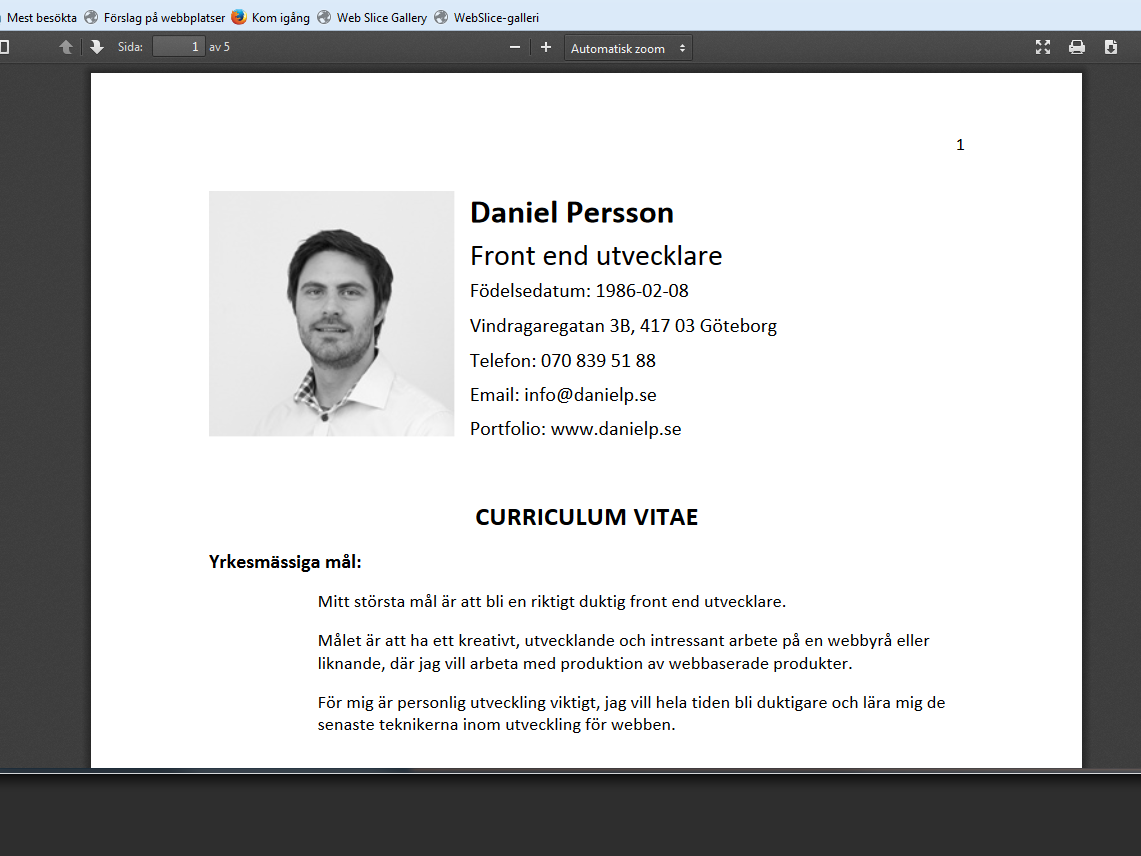 Mest besökta Förslag på webbplatser Kom igång Web Slice Gallery WebSlice-galleri
Sida: 1 av 5 Automatisk zoom
1
Daniel Persson
Front end utvecklare
Födelsedatum: 1986-02-08
Vindragaregatan 3B, 417 03 Göteborg
Telefon: 070 839 51 88
Email: info@danielp.se
Portfolio: www.danielp.se
CURRICULUM VITAE
Yrkesmässiga mål:
Mitt största mål är att bli en riktigt duktig front end utvecklare.
Målet är att ha ett kreativt, utvecklande och intressant arbete på en webbyrå eller
liknande, där jag vill arbeta med produktion av webbaserade produkter.
För mig är personlig utveckling viktigt, jag vill hela tiden bli duktigare och lära mig de
senaste teknikerna inom utveckling för webben.